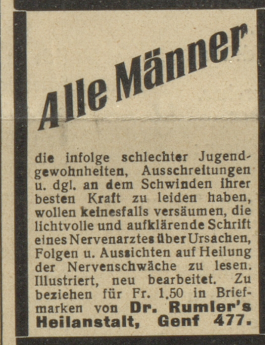 Alle Männer
die infolge schlechter Jugend-
gewohnheiten, Ausschreitungen
u. dgl. an dem Schwinden ihrer
besten Kraft zu leiden haben,
wollen keinesfalls versäumen, die
lichtvolle und aufklärende Schrift
eines Nervenarztes über Ursachen,
Folgen u. Aussichten auf Heilung
der Nervenschwäche zu lesen.
Illustriert, neu bearbeitet. Zu
beziehen für Fr. 1,50 in Brief-
marken von Dr. Rumler's
Heilanstalt, Genf 477.